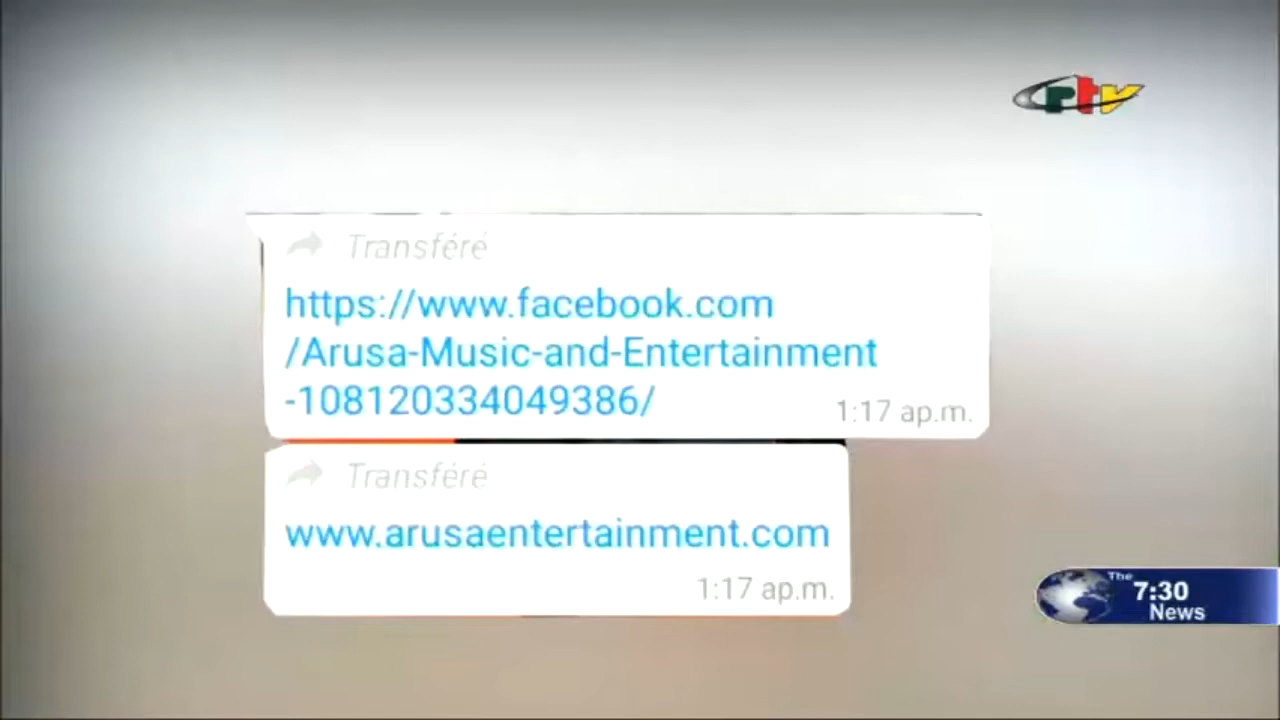 crtv
Transféré
https://www.facebook.com
/Arusa-Music-and-Entertainment
-108120334049386/
1:17 ap.m.
Transféré
www.arusaentertainment.com
1:17 ap.m.
The
7:30
News